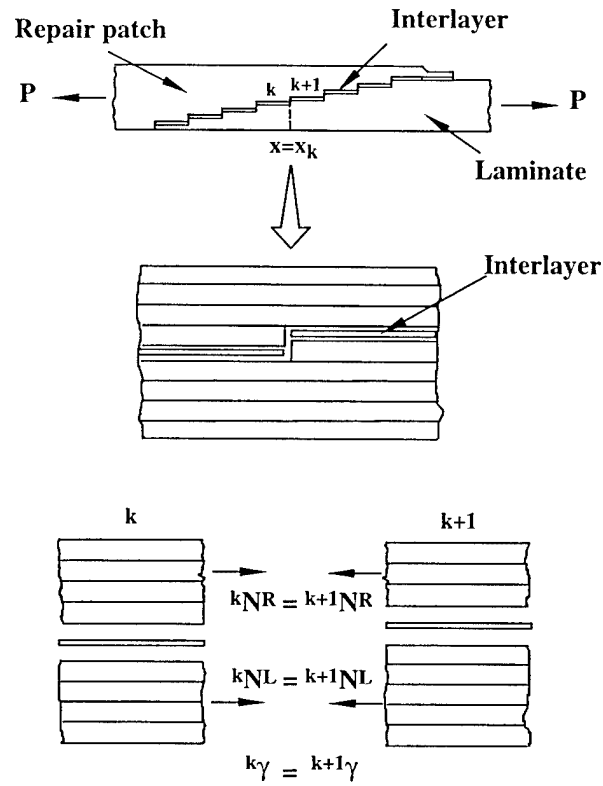 Repair patch
Interlayer
k
k+1
P
P
x=xk
Laminate
Interlayer
k
k+1
kNR = k+1NR
kNL = k+1NL
kγ = k+1γ